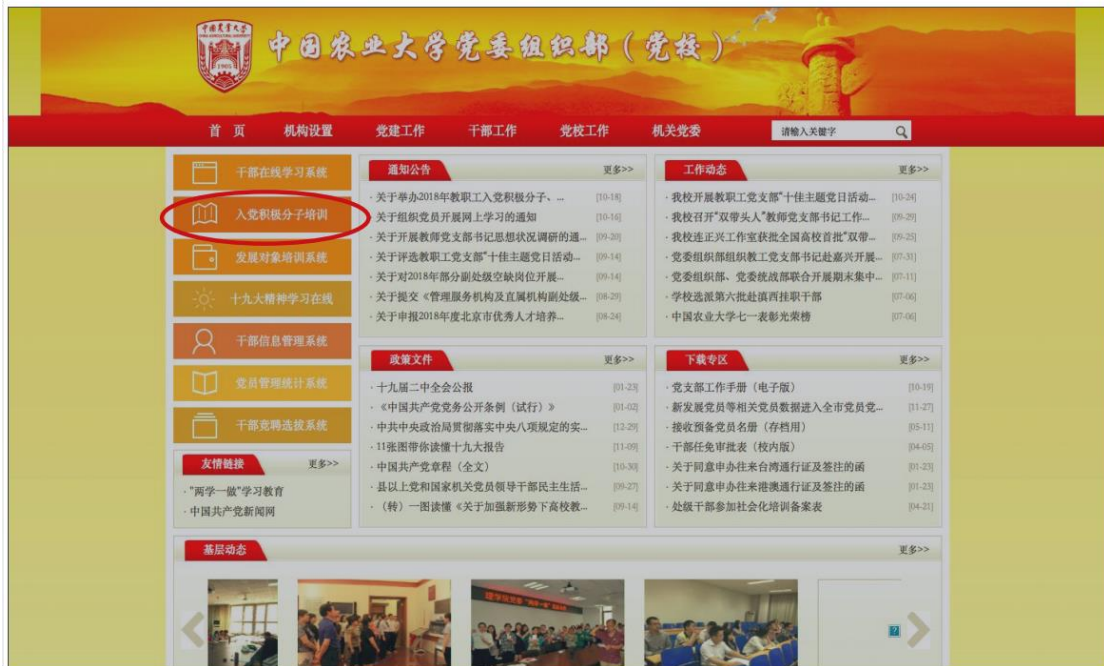 中国农业大学
1905
中国农业大学党委组织部（党校）
首 页 机构设置 党建工作 干部工作 党校工作 机关党委 请输入关键字
干部在线学习系统
入党积极分子培训
发展对象培训系统
十九大精神学习在线
干部信息管理系统
党员管理统计系统
干部竞聘选拔系统
友情链接 更多>>
· "两学一做"学习教育
· 中国共产党新闻网
通知公告 更多>>
· 关于举办2018年教职工入党积极分子、... [10-18]
· 关于组织党员开展网上学习的通知 [10-16]
· 关于开展教师党支部书记思想状况调研的通... [09-20]
· 关于评选教职工党支部"十佳主题党日活动... [09-14]
· 关于对2018年部分副处级空缺岗位开展... [09-14]
· 关于提交《管理服务机构及直属机构副处级... [08-29]
· 关于申报2018年度北京市优秀人才培养... [08-24]
工作动态 更多>>
· 我校开展教职工党支部"十佳主题党日活动... [10-24]
· 我校召开"双带头人"教师党支部书记工作... [09-29]
· 我校连正兴工作室获批全国高校首批"双带... [09-25]
· 党委组织部组织教工党支部书记赴嘉兴开展... [07-31]
· 党委组织部、党委统战部联合开展期末集中... [07-11]
· 学校选派第六批赴滇西挂职干部 [07-06]
· 中国农业大学七一表彰光荣榜 [07-06]
政策文件 更多>>
· 十九届二中全会公报 [01-23]
· 《中国共产党党务公开条例（试行）》 [01-02]
· 中共中央政治局贯彻落实中央八项规定的实... [12-29]
· 11张图带你读懂十九大报告 [11-09]
· 中国共产党章程（全文） [10-30]
· 县以上党和国家机关党员领导干部民主生活... [09-27]
· （转）一图读懂《关于加强新形势下高校教... [09-14]
下载专区 更多>>
· 党支部工作手册（电子版） [10-19]
· 新发展党员等相关党员数据进入全市党员党... [11-27]
· 接收预备党员名册（存档用） [05-11]
· 干部任免审批表（校内版） [04-05]
· 关于同意申办往来台湾通行证及签注的函 [01-23]
· 关于同意申办往来港澳通行证及签注的函 [01-23]
· 处级干部参加社会化培训备案表 [04-21]
基层动态 更多>>